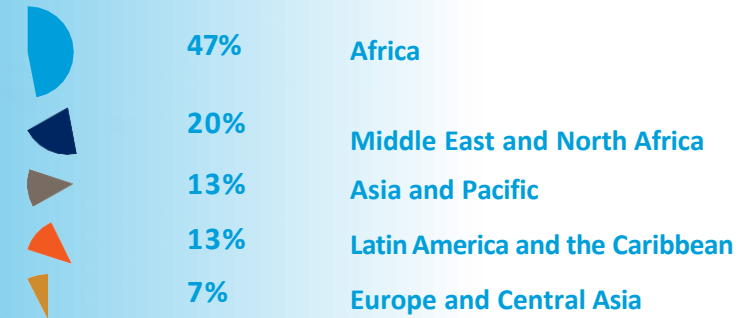 47% Africa
20% Middle East and North Africa
13% Asia and Pacific
13% Latin America and the Caribbean
7% Europe and Central Asia